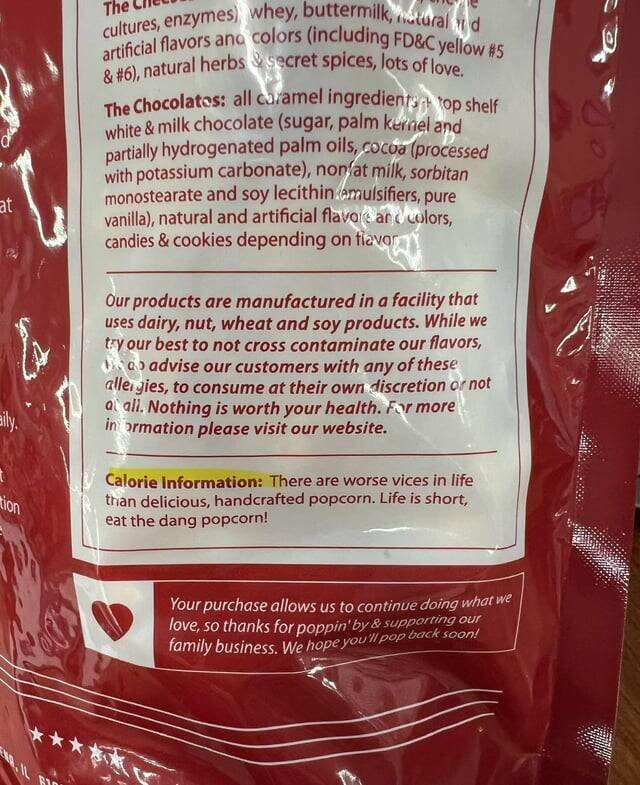 The
cultures, enzymes), whey, buttermilk, natural and
artificial flavors and colors (including FD&C yellow #5
& #6), natural herbs & secret spices, lots of love.
The Chocolates: all caramel ingredients + top shelf
white & milk chocolate (sugar, palm kernel and
partially hydrogenated palm oils, cocoa (processed
with potassium carbonate), nonfat milk, sorbitan
monostearate and soy lecithin emulsifiers, pure
vanilla), natural and artificial flavors and colors,
candies & cookies depending on flavor.
Our products are manufactured in a facility that
uses dairy, nut, wheat and soy products. While we
try our best to not cross contaminate our flavors,
we do advise our customers with any of these
allergies, to consume at their own discretion or not
at all. Nothing is worth your health. For more
information please visit our website.
Calorie Information: There are worse vices in life
than delicious, handcrafted popcorn. Life is short,
eat the dang popcorn!
Your purchase allows us to continue doing what we
love, so thanks for poppin' by & supporting our
family business. We hope you'll pop back soon!
at
tion
IL